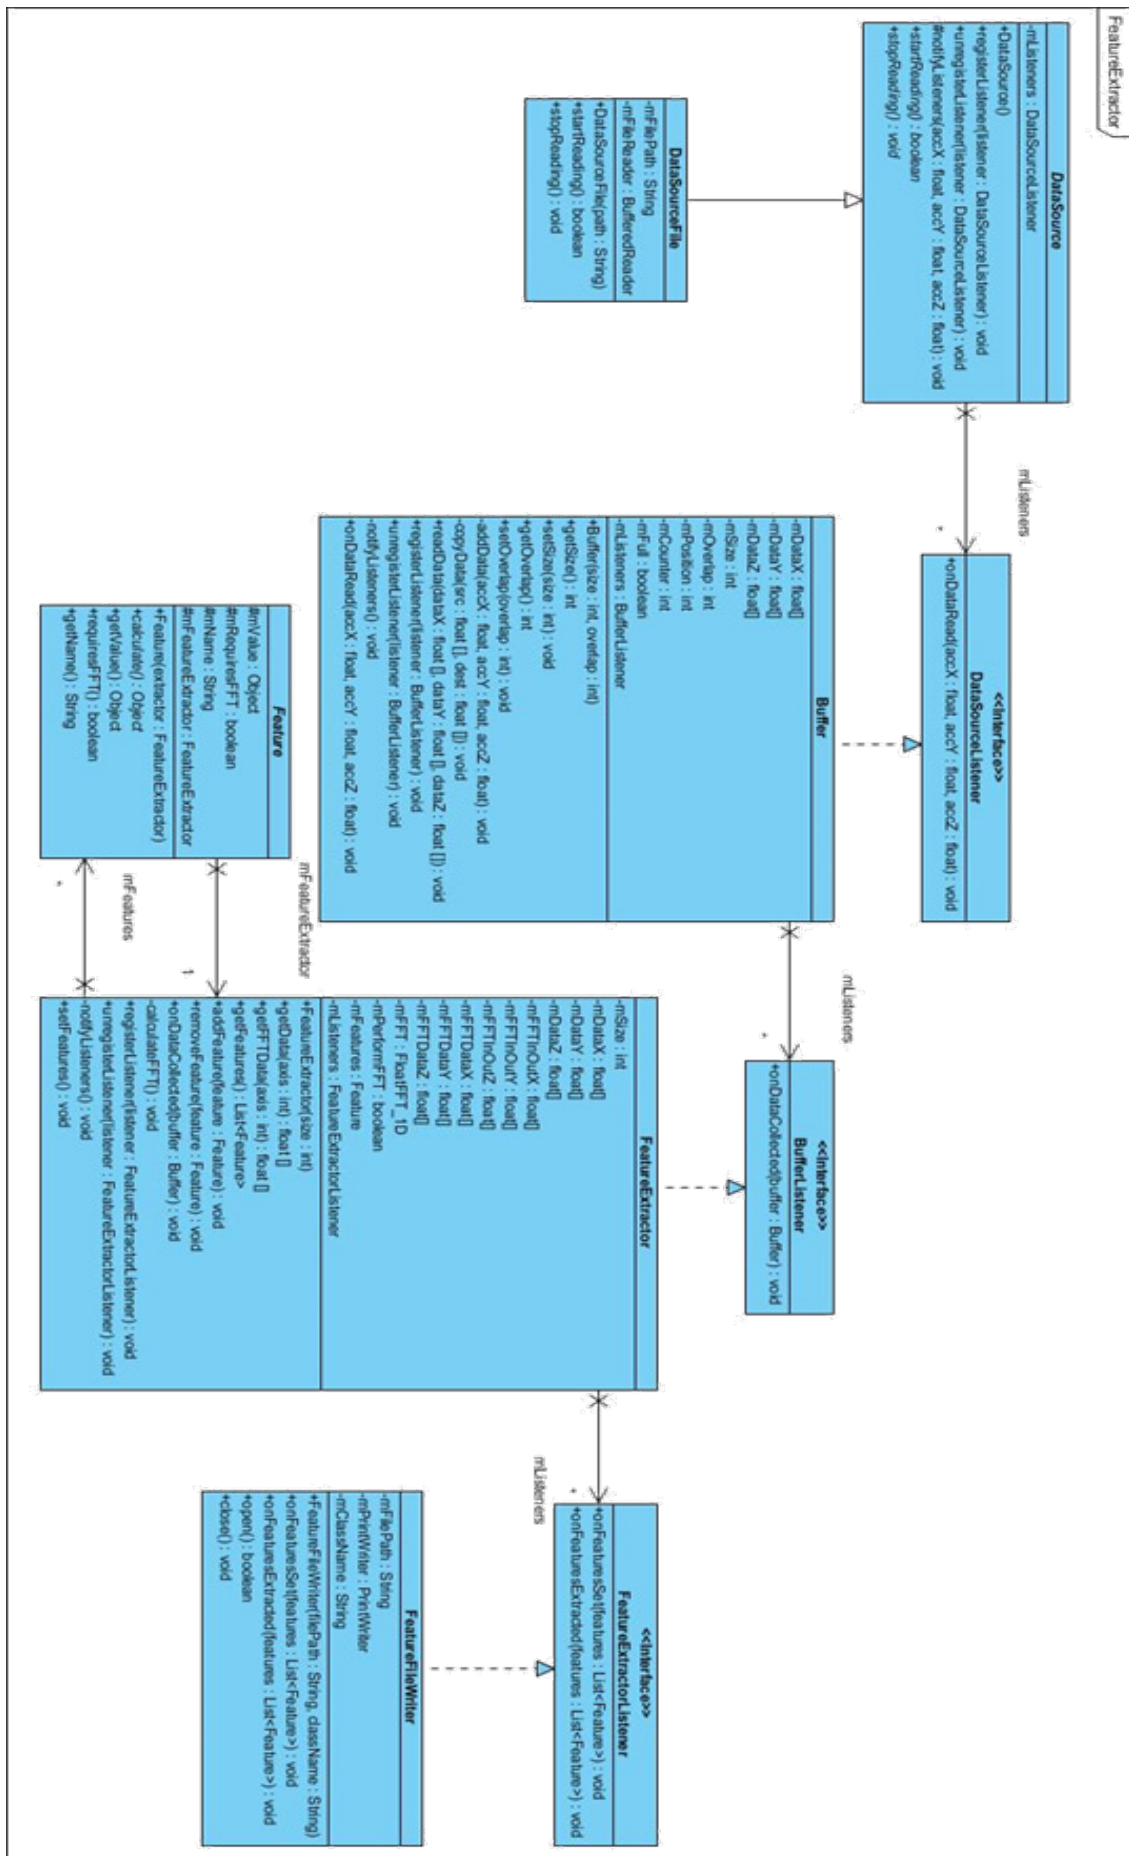 FeatureExtractor
DataSource
-mListeners : DataSourceListener
+DataSource()
+registerListener(listener : DataSourceListener) : void
+unregisterListener(listener : DataSourceListener) : void
#notifyListeners(accX : float, accY : float, accZ : float) : void
+startReading() : boolean
+stopReading() : void
mListeners
*
<<Interface>>
DataSourceListener
+onDataRead(accX : float, accY : float, accZ : float) : void
DataSourceFile
-mFilePath : String
-mFileReader : BufferedReader
+DataSourceFile(path : String)
+startReading() : boolean
+stopReading() : void
Buffer
-mDataX : float[]
-mDataY : float[]
-mDataZ : float[]
-mSize : int
-mOverlap : int
-mPosition : int
-mCounter : int
-mFull : boolean
-mListeners : BufferListener
+Buffer(size : int, overlap : int)
+getSize() : int
+setSize(size : int) : void
+getOverlap() : int
+setOverlap(overlap : int) : void
-addData(accX : float, accY : float, accZ : float) : void
-copyData(src : float [], dest : float []) : void
+readData(dataX : float [], dataY : float [], dataZ : float []) : void
+registerListener(listener : BufferListener) : void
+unregisterListener(listener : BufferListener) : void
-notifyListeners() : void
+onDataRead(accX : float, accY : float, accZ : float) : void
mListeners
*
<<Interface>>
BufferListener
+onDataCollected(buffer : Buffer) : void
Feature
#mValue : Object
#mRequiresFFT : boolean
#mName : String
#mFeatureExtractor : FeatureExtractor
+Feature(extractor : FeatureExtractor)
+calculate() : Object
+getValue() : Object
+requiresFFT() : boolean
+getName() : String
mFeatureExtractor
1
mFeatures
*
FeatureExtractor
-mSize : int
-mDataX : float[]
-mDataY : float[]
-mDataZ : float[]
-mFFTInOutX : float[]
-mFFTInOutY : float[]
-mFFTInOutZ : float[]
-mFFTDataX : float[]
-mFFTDataY : float[]
-mFFTDataZ : float[]
-mFFT : FloatFFT_1D
-mPerformFFT : boolean
-mFeatures : Feature
-mListeners : FeatureExtractorListener
+FeatureExtractor(size : int)
+getData(axis : int) : float []
+getFFTData(axis : int) : float []
+getFeatures() : List<Feature>
+addFeature(feature : Feature) : void
+removeFeature(feature : Feature) : void
+onDataCollected(buffer : Buffer) : void
-calculateFFT() : void
+registerListener(listener : FeatureExtractorListener) : void
+unregisterListener(listener : FeatureExtractorListener) : void
-notifyListeners() : void
+setFeatures() : void
mListeners
*
<<Interface>>
FeatureExtractorListener
+onFeaturesSet(features : List<Feature>) : void
+onFeaturesExtracted(features : List<Feature>) : void
FeatureFileWriter
-mFilePath : String
-mPrintWriter : PrintWriter
-mClassName : String
+FeatureFileWriter(filePath : String, className : String)
+onFeaturesSet(features : List<Feature>) : void
+onFeaturesExtracted(features : List<Feature>) : void
+open() : boolean
+close() : void